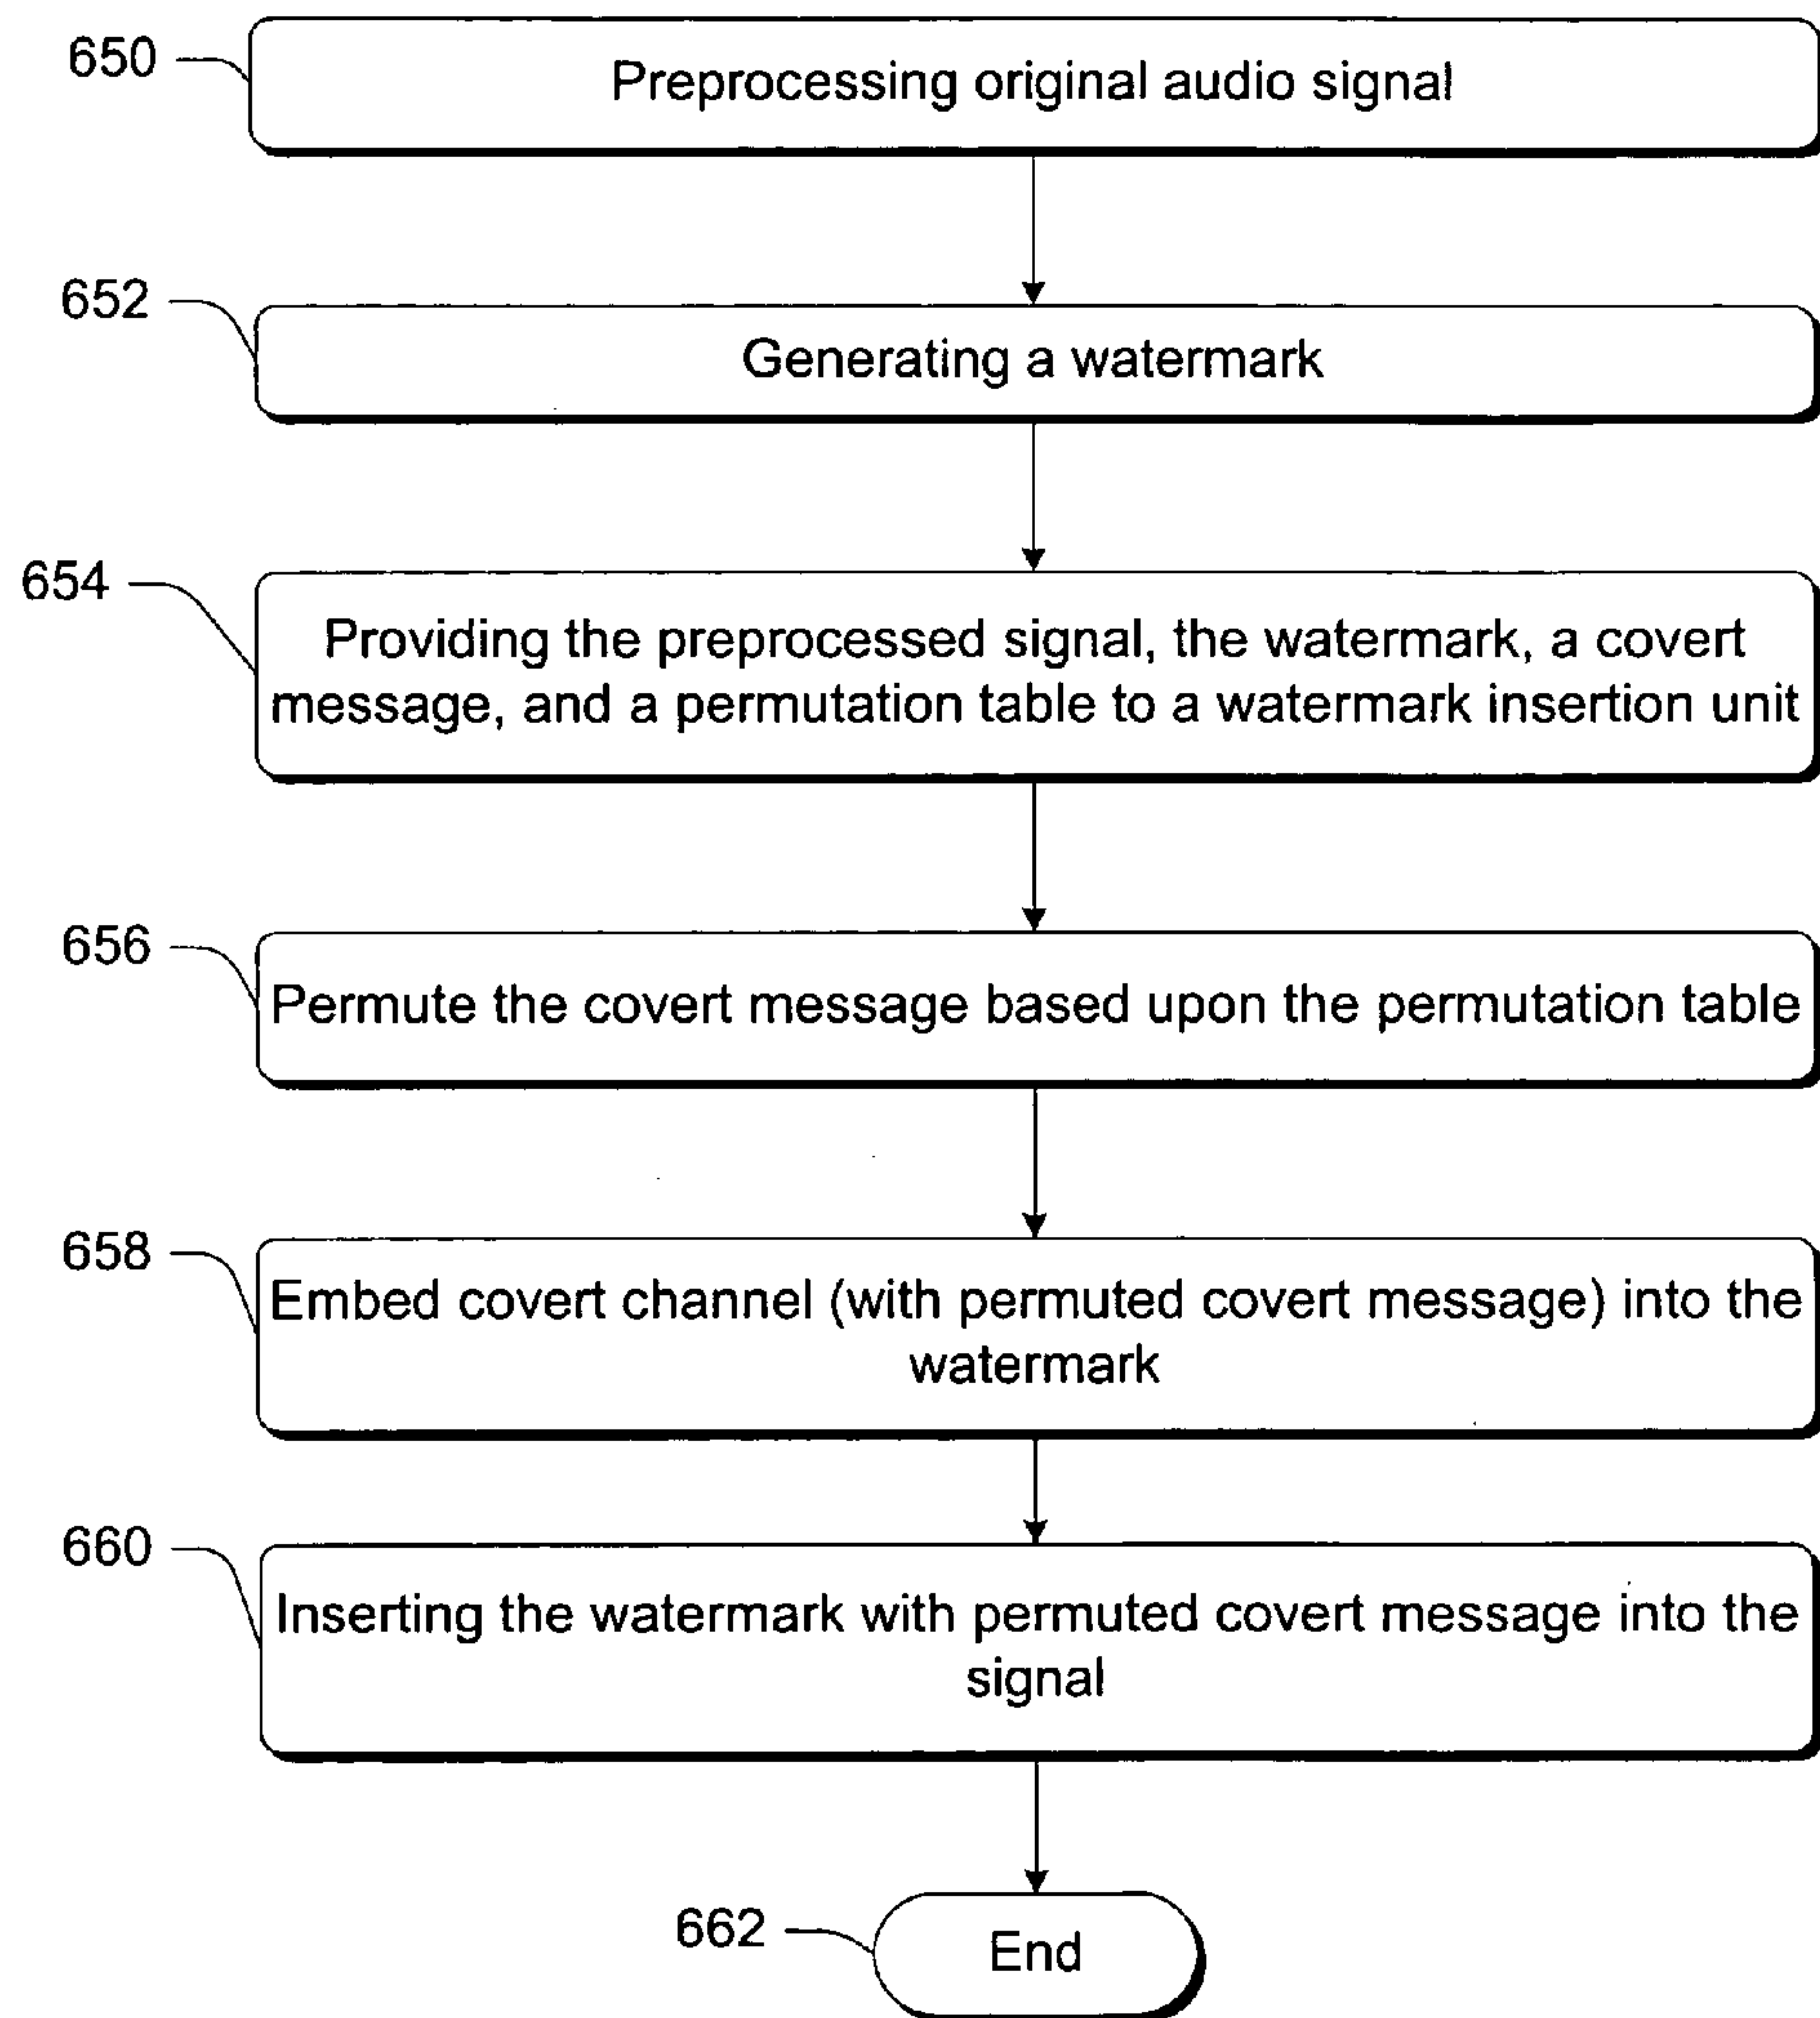 650
Preprocessing original audio signal
652
Generating a watermark
654
Providing the preprocessed signal, the watermark, a covert
message, and a permutation table to a watermark insertion unit
656
Permute the covert message based upon the permutation table
658
Embed covert channel (with permuted covert message) into the
watermark
660
Inserting the watermark with permuted covert message into the
signal
662
End